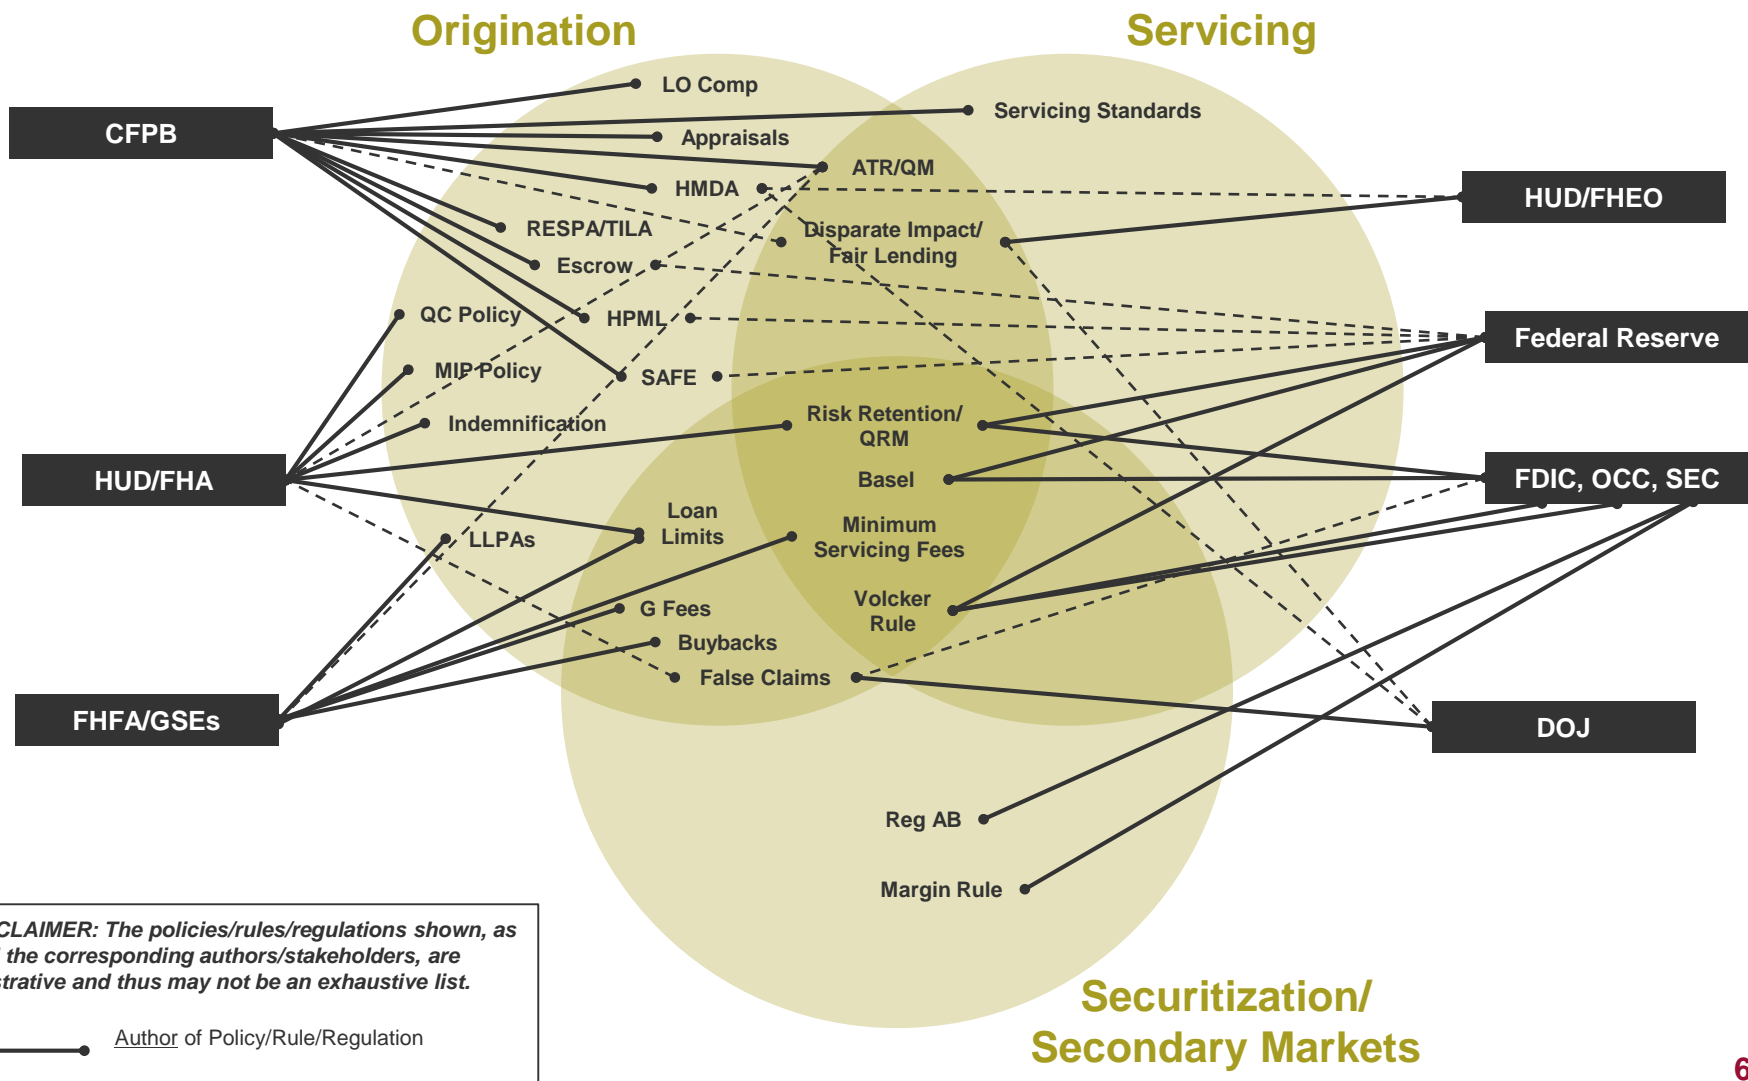 Origination
Servicing
LO Comp
Servicing Standards
CFPB
Appraisals
ATR/QM
HMDA
HUD/FHEO
RESPA/TILA
Disparate Impact/
Fair Lending
Escrow
QC Policy
HPML
Federal Reserve
MIP Policy
SAFE
Indemnification
Risk Retention/
QRM
HUD/FHA
Basel
FDIC, OCC, SEC
Loan
Limits
LLPAs
Minimum
Servicing Fees
G Fees
Volcker
Rule
Buybacks
False Claims
FHFA/GSEs
DOJ
Reg AB
Margin Rule
CLAIMER: The policies/rules/regulations shown, as
the corresponding authors/stakeholders, are
strative and thus may not be an exhaustive list.
Author of Policy/Rule/Regulation
Securitization/
Secondary Markets
6